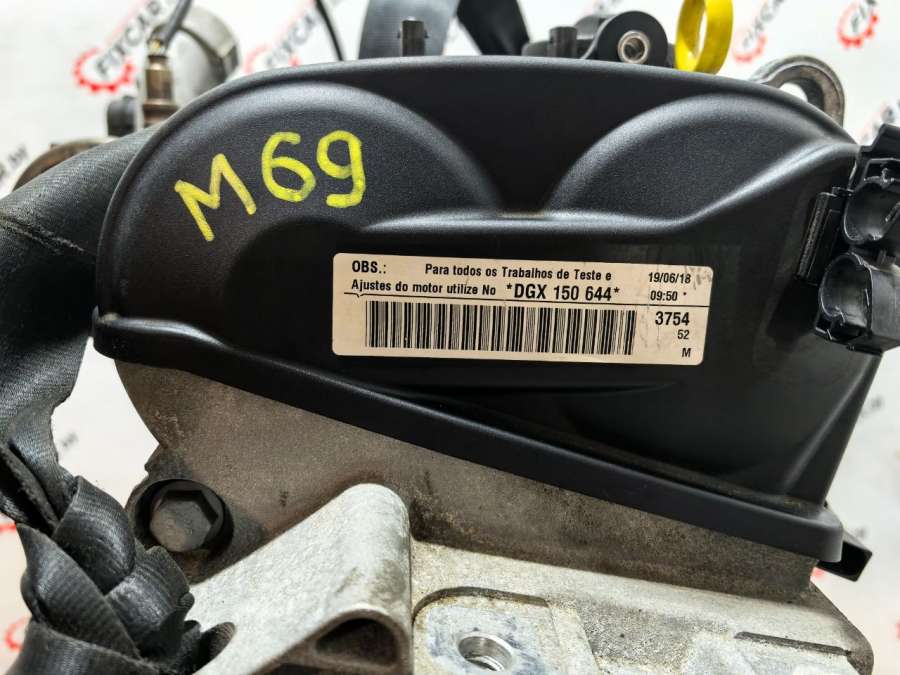 FIXCAR
M69
OBS.: Para todos os Trabalhos de Teste e 19/06/18
Ajustes do motor utilize No *DGX 150 644* 09:50 *
3754
52
M